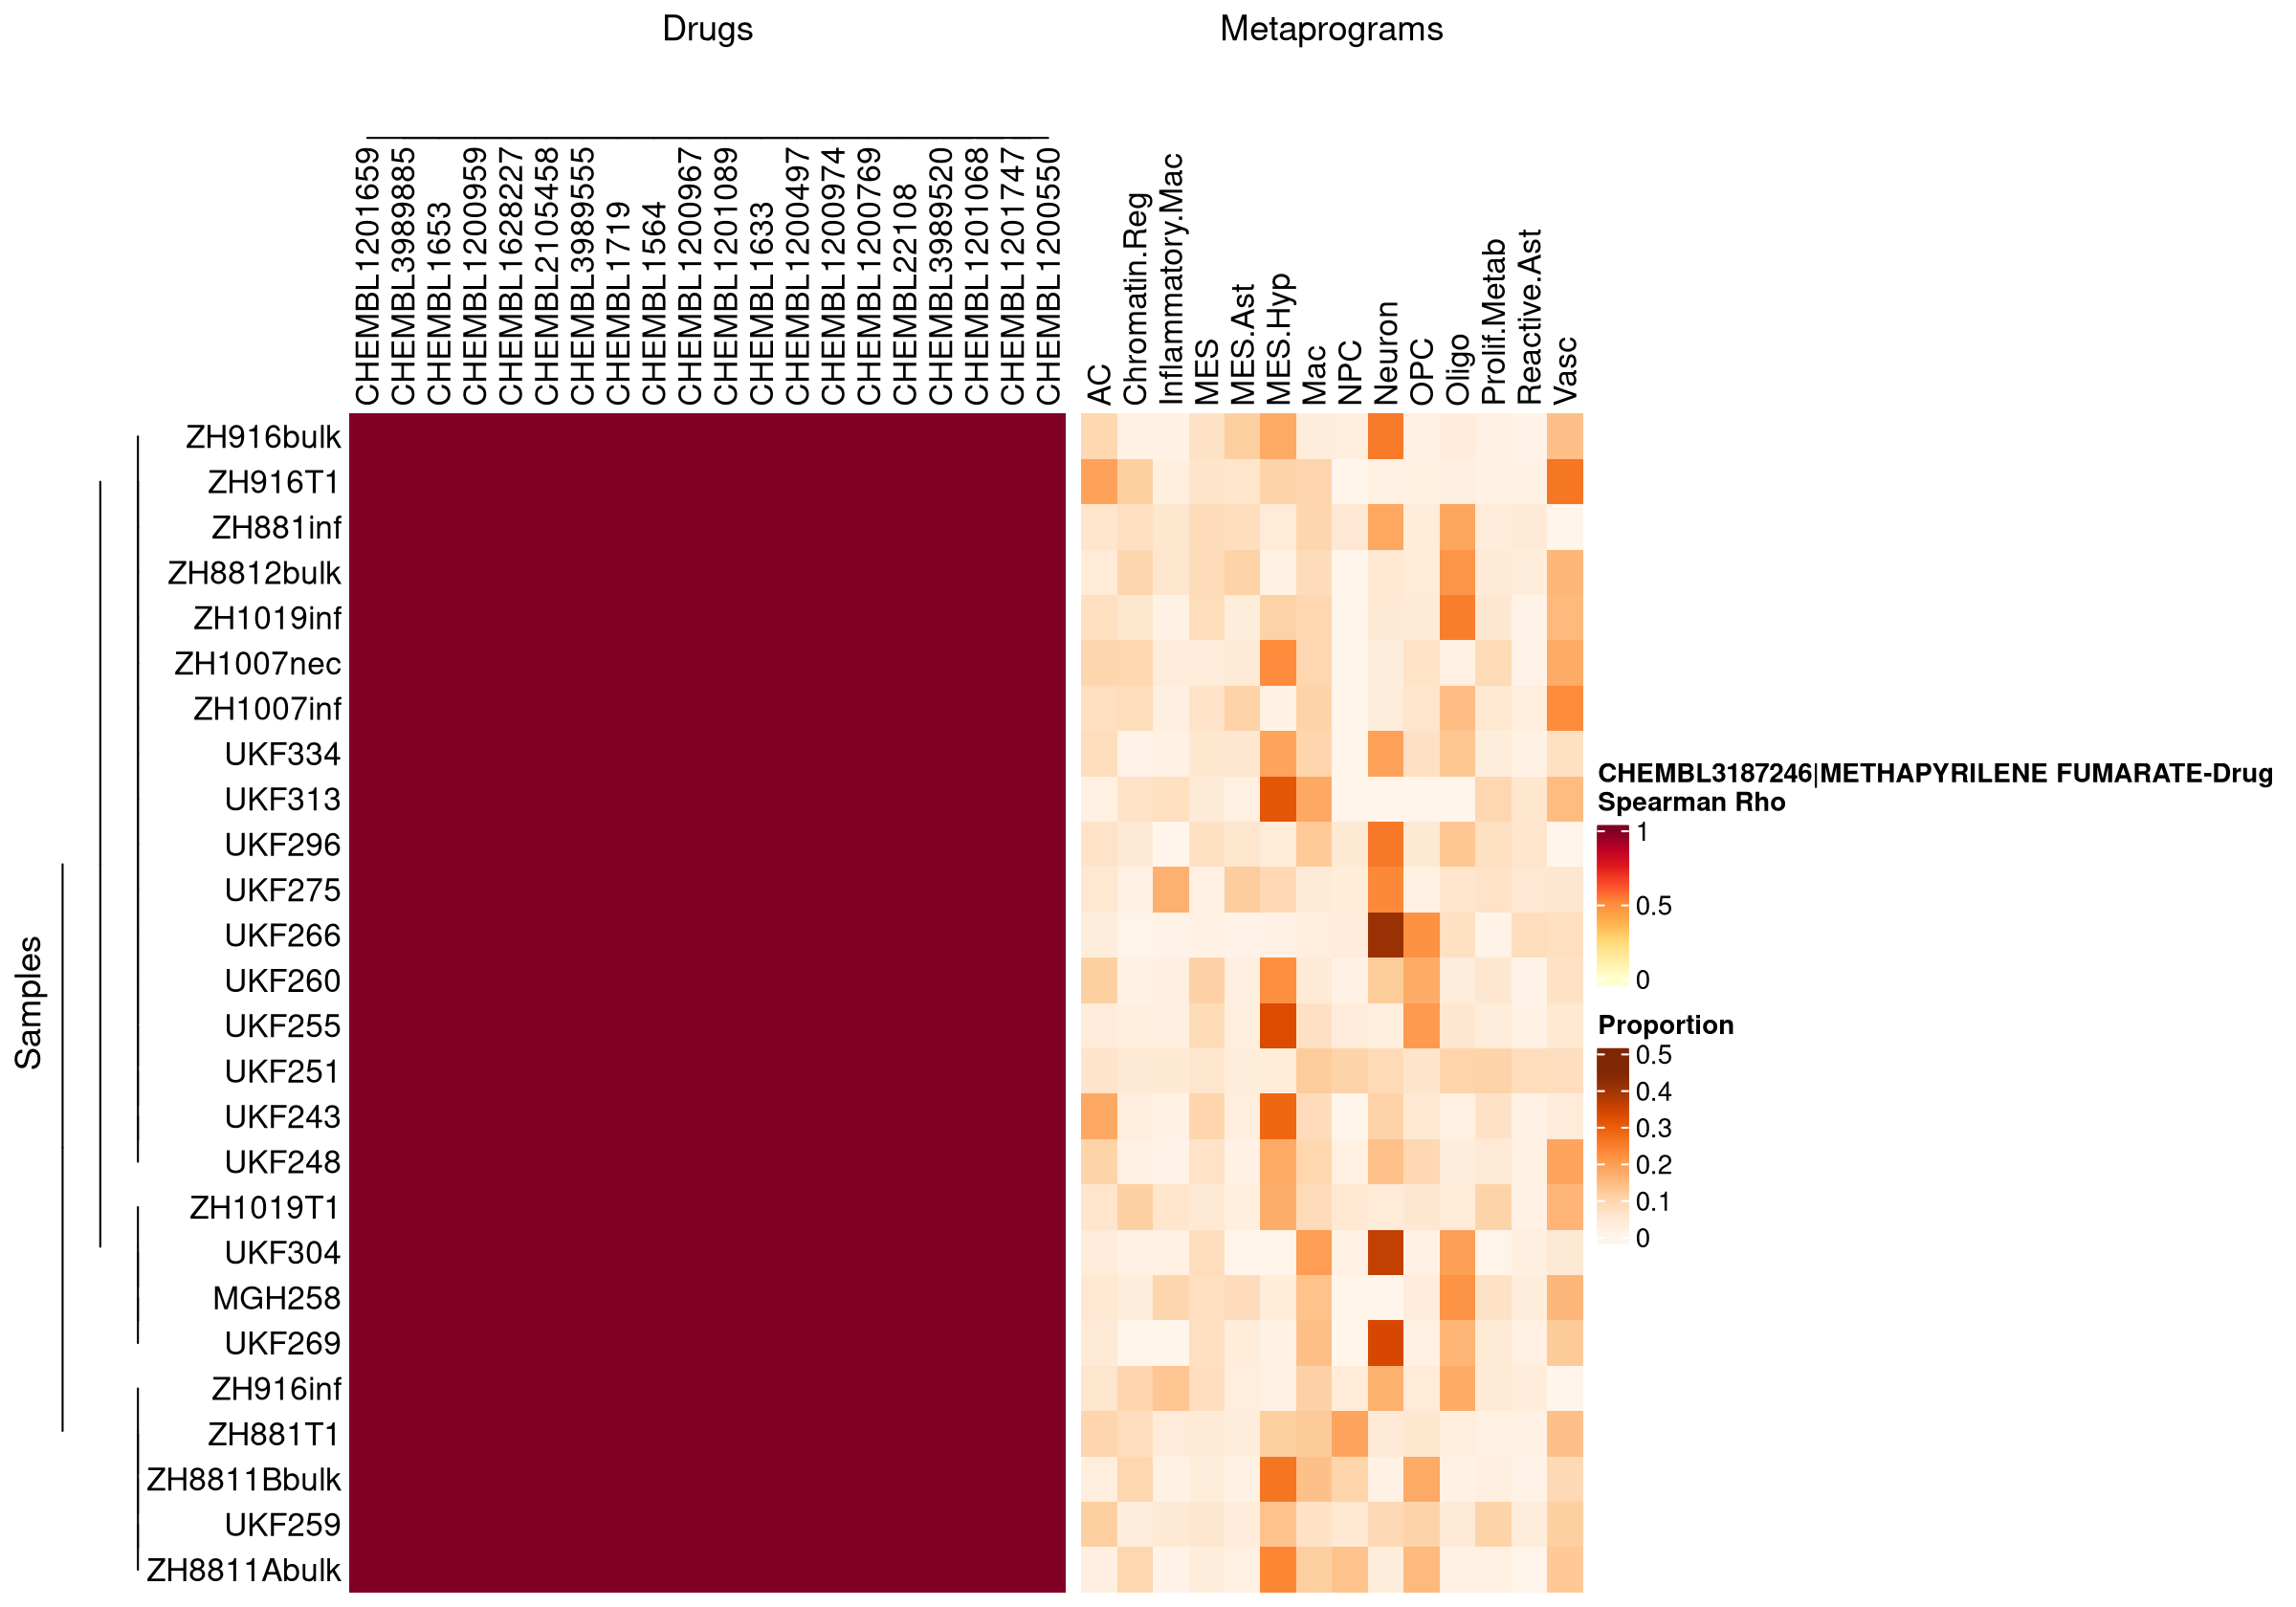 Drugs
Metaprograms
CHEMBL1201659
CHEMBL3989885
CHEMBL1653
CHEMBL1200959
CHEMBL1628227
CHEMBL2105458
CHEMBL3989555
CHEMBL1719
CHEMBL1564
CHEMBL1200967
CHEMBL1201089
CHEMBL1633
CHEMBL1200497
CHEMBL1200974
CHEMBL1200769
CHEMBL22108
CHEMBL3989520
CHEMBL1201068
CHEMBL1201747
CHEMBL1200550
AC
Chromatin.Reg
Inflammatory.Mac
MES
MES.Ast
MES.Hyp
Mac
NPC
Neuron
OPC
Oligo
Prolif.Metab
Reactive.Ast
Vasc
Samples
ZH916bulk
ZH916T1
ZH881inf
ZH8812bulk
ZH1019inf
ZH1007nec
ZH1007inf
UKF334
UKF313
UKF296
UKF275
UKF266
UKF260
UKF255
UKF251
UKF243
UKF248
ZH1019T1
UKF304
MGH258
UKF269
ZH916inf
ZH881T1
ZH8811Bbulk
UKF259
ZH8811Abulk
CHEMBL3187246|METHAPYRILENE FUMARATE-Drug
Spearman Rho
1
0.5
0
Proportion
0.5
0.4
0.3
0.2
0.1
0